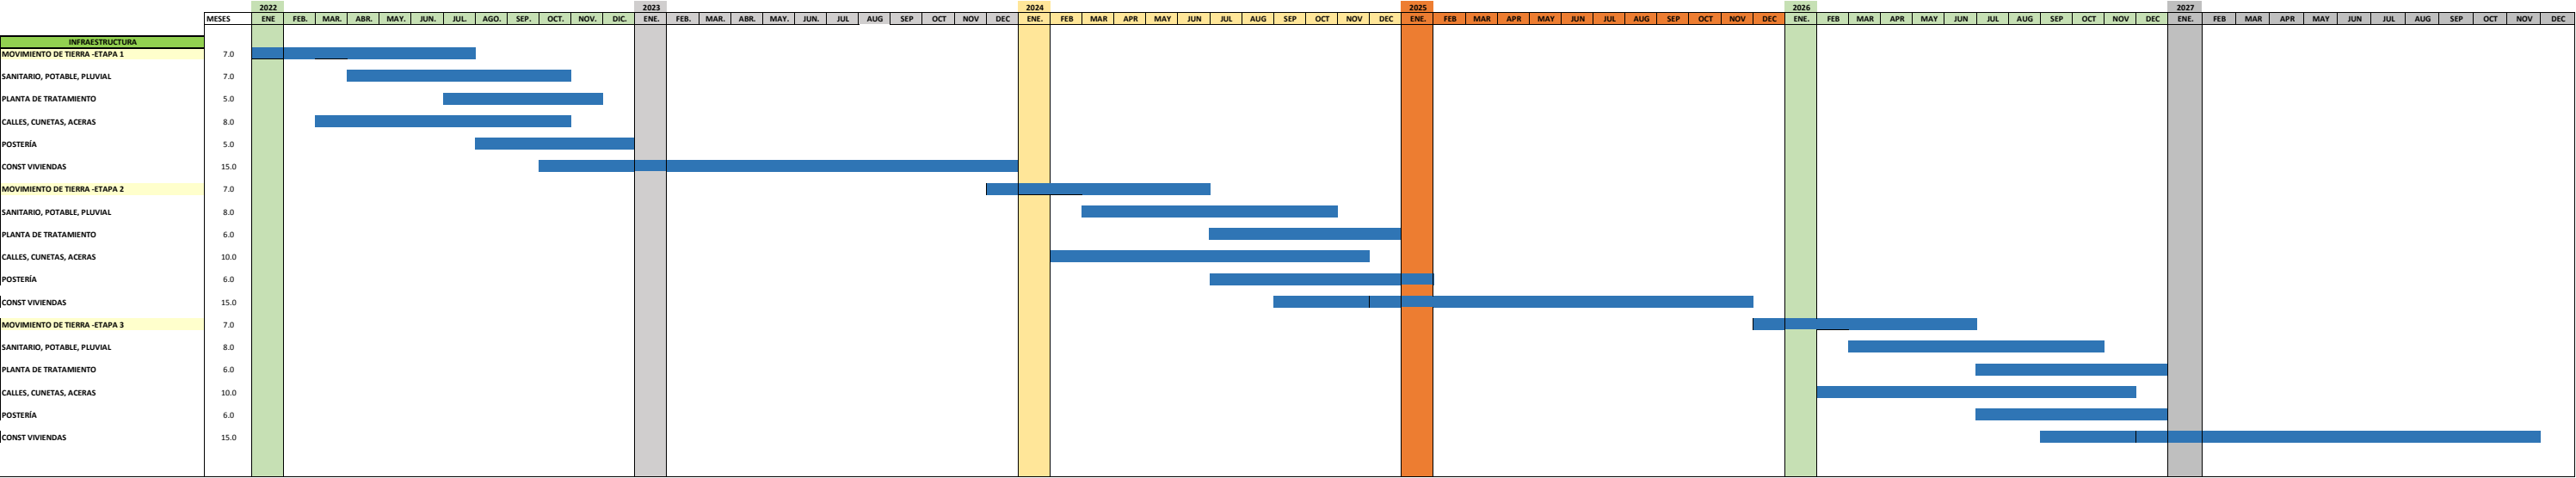 2022 2023 2024 2025 2026 2027
MESES ENE FEB. MAR. ABR. MAY. JUN. JUL. AGO. SEP. OCT. NOV. DIC. ENE. FEB. MAR. ABR. MAY. JUN. JUL AUG SEP OCT NOV DEC ENE. FEB MAR APR MAY JUN JUL AUG SEP OCT NOV DEC ENE. FEB MAR APR MAY JUN JUL AUG SEP OCT NOV DEC ENE. FEB MAR APR MAY JUN JUL AUG SEP OCT NOV DEC ENE. FEB MAR APR MAY JUN JUL AUG SEP OCT NOV DEC
INFRAESTRUCTURA
MOVIMIENTO DE TIERRA -ETAPA 1 7.0
SANITARIO, POTABLE, PLUVIAL 7.0
PLANTA DE TRATAMIENTO 5.0
CALLES, CUNETAS, ACERAS 8.0
POSTERÍA 5.0
CONST VIVIENDAS 15.0
MOVIMIENTO DE TIERRA -ETAPA 2 7.0
SANITARIO, POTABLE, PLUVIAL 8.0
PLANTA DE TRATAMIENTO 6.0
CALLES, CUNETAS, ACERAS 10.0
POSTERÍA 6.0
CONST VIVIENDAS 15.0
MOVIMIENTO DE TIERRA -ETAPA 3 7.0
SANITARIO, POTABLE, PLUVIAL 8.0
PLANTA DE TRATAMIENTO 6.0
CALLES, CUNETAS, ACERAS 10.0
POSTERÍA 6.0
CONST VIVIENDAS 15.0